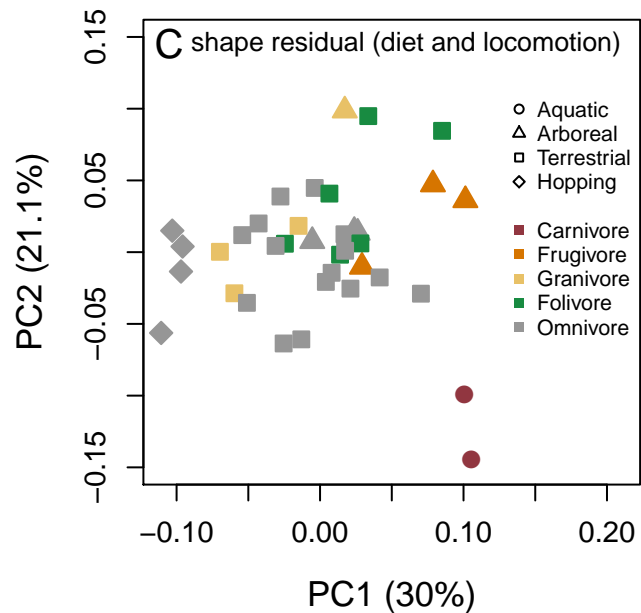 C shape residual (diet and locomotion)
Aquatic
Arboreal
Terrestrial
Hopping
Carnivore
Frugivore
Granivore
Folivore
Omnivore
PC2 (21.1%)
0.15
0.05
−0.05
−0.15
−0.10
0.00
0.10
0.20
PC1 (30%)